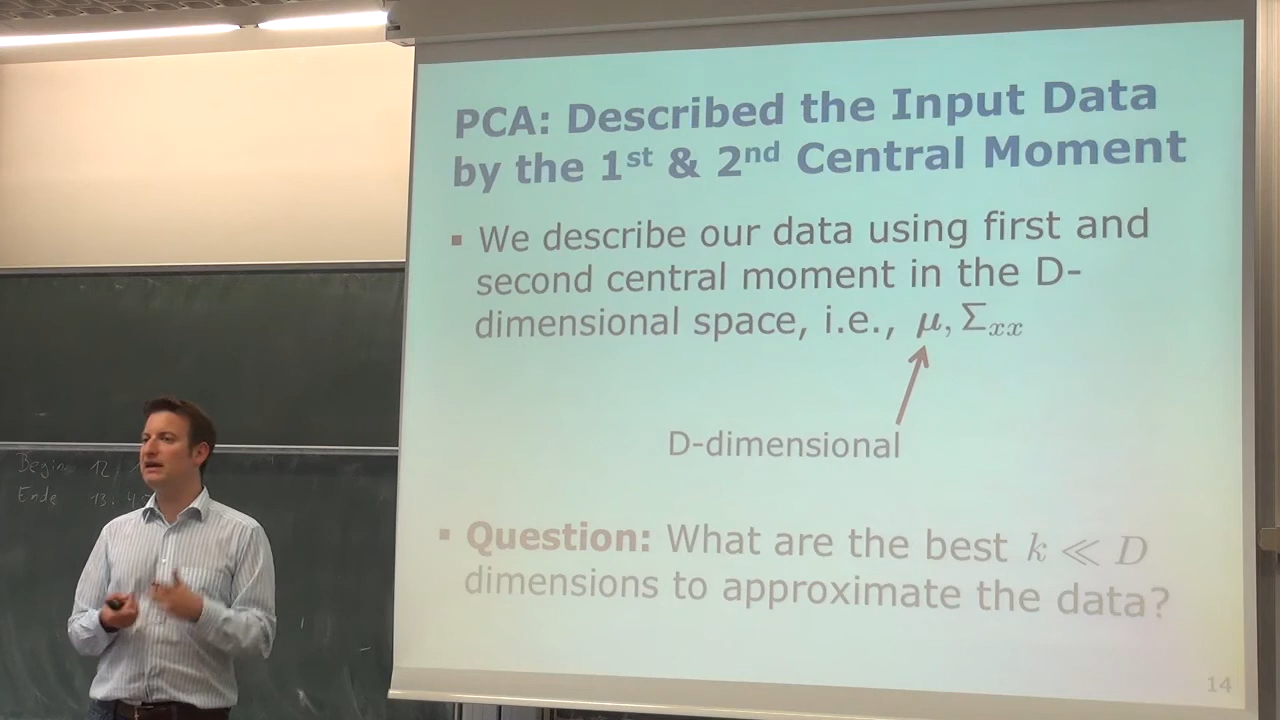 PCA: Described the Input Data
by the 1st & 2nd Central Moment
▪ We describe our data using first and
second central moment in the D-
dimensional space, i.e., μ, Σxx
D-dimensional
▪ Question: What are the best k ≪ D
dimensions to approximate the data?
14
Begin 12
Ende 13: